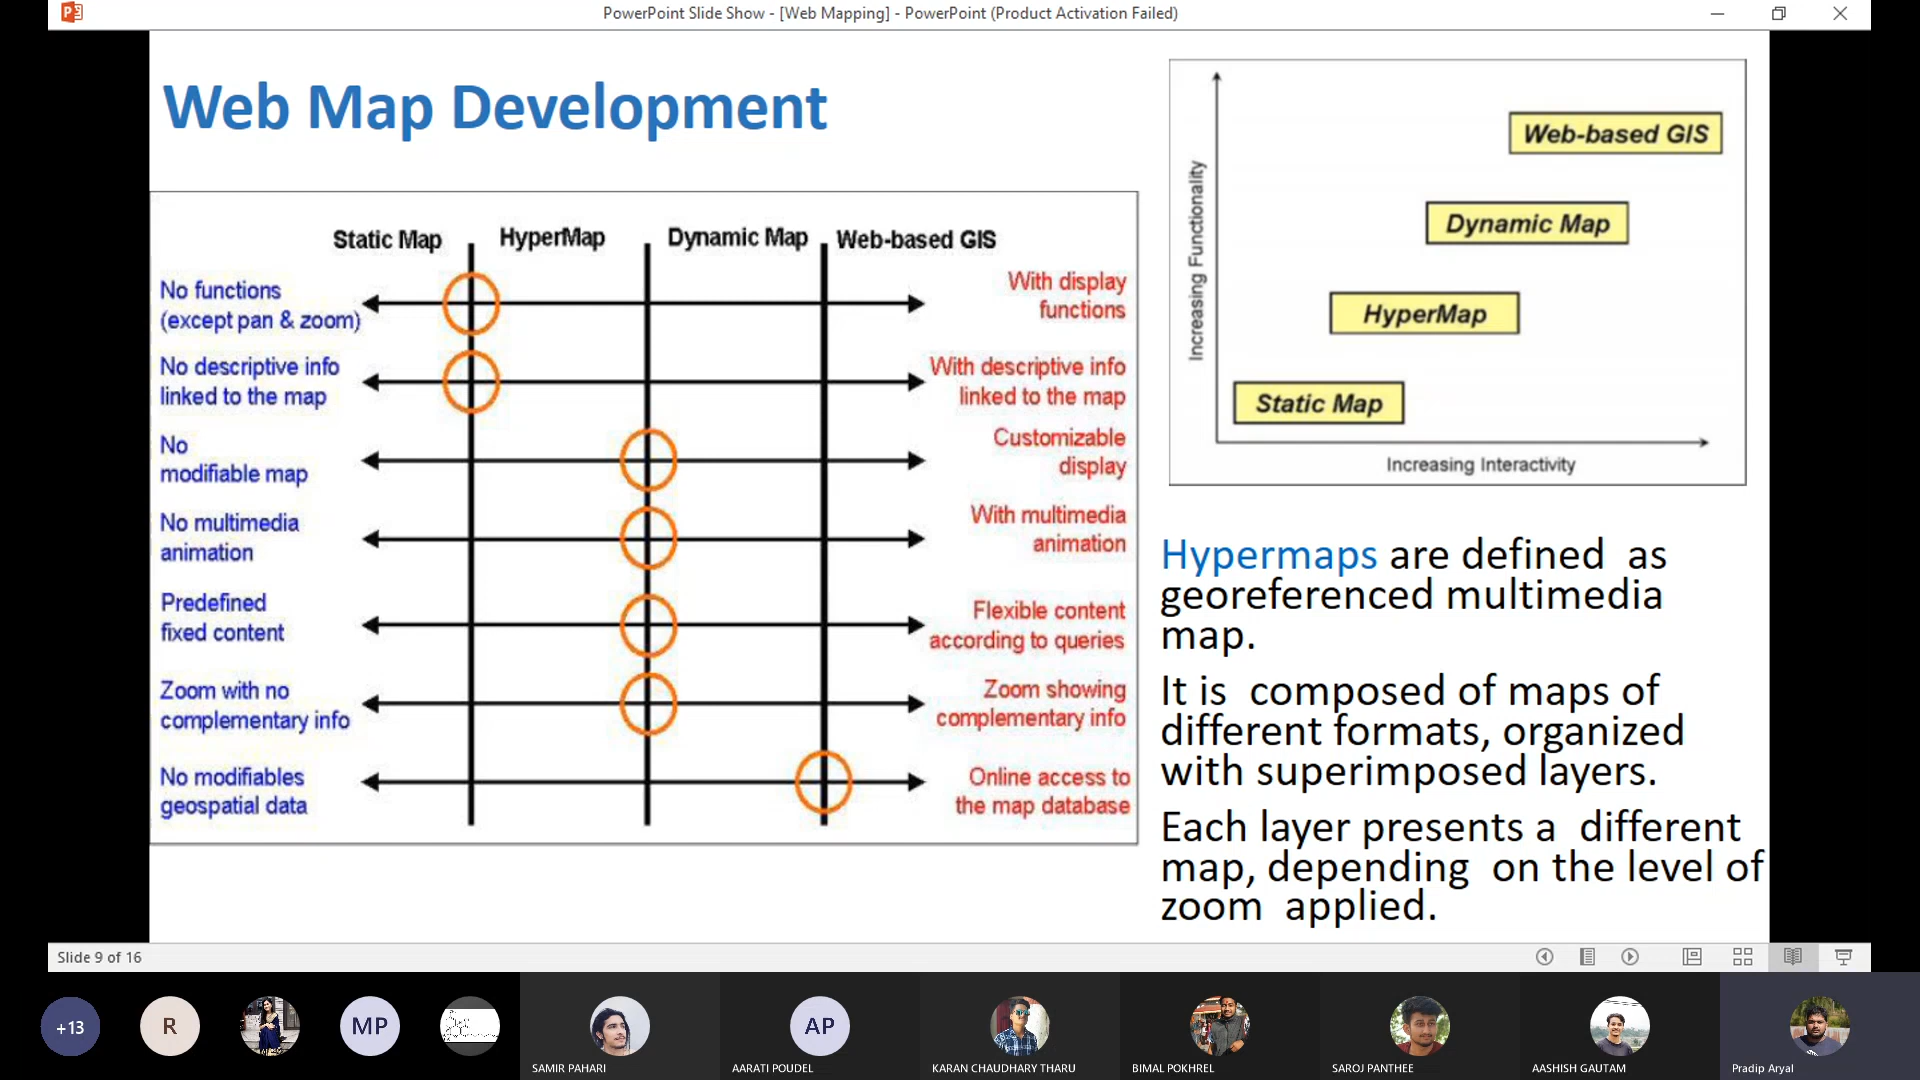 PowerPoint Slide Show - [Web Mapping] - PowerPoint (Product Activation Failed)
Web Map Development
Static Map
HyperMap
Dynamic Map
Web-based GIS
No functions
(except pan & zoom)
With display
functions
No descriptive info
linked to the map
With descriptive info
linked to the map
No
modifiable map
Customizable
display
No multimedia
animation
With multimedia
animation
Predefined
fixed content
Flexible content
according to queries
Zoom with no
complementary info
Zoom showing
complementary info
No modifiables
geospatial data
Online access to
the map database
Increasing Functionality
Web-based GIS
Dynamic Map
HyperMap
Static Map
Increasing Interactivity
Hypermaps are defined as
georeferenced multimedia
map.
It is composed of maps of
different formats, organized
with superimposed layers.
Each layer presents a different
map, depending on the level of
zoom applied.
Slide 9 of 16
+13
R
MP
AP
SAMIR PAHARI
AARATI POUDEL
KARAN CHAUDHARY THARU
BIMAL POKHREL
SAROJ PANTHEE
AASHISH GAUTAM
Pradip Aryal